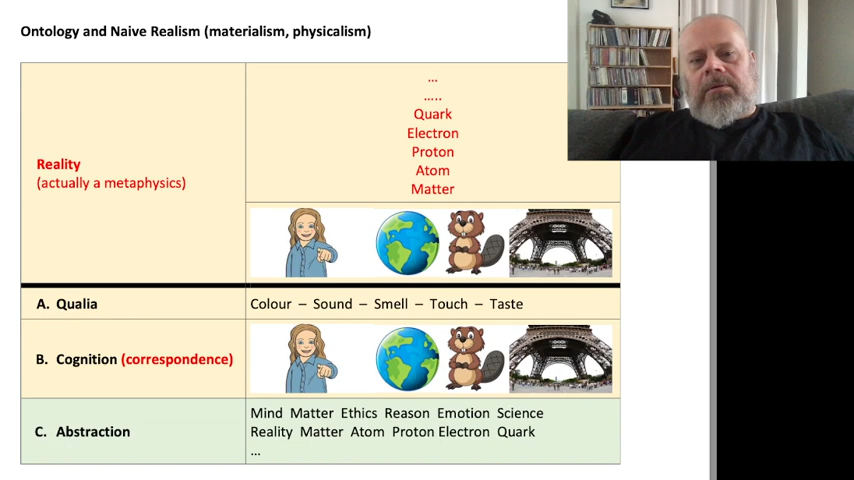 Ontology and Naive Realism (materialism, physicalism)
...
.....
Quark
Electron
Proton
Atom
Matter
Reality
(actually a metaphysics)
A. Qualia
Colour – Sound – Smell – Touch – Taste
B. Cognition (correspondence)
C. Abstraction
Mind Matter Ethics Reason Emotion Science
Reality Matter Atom Proton Electron Quark
...